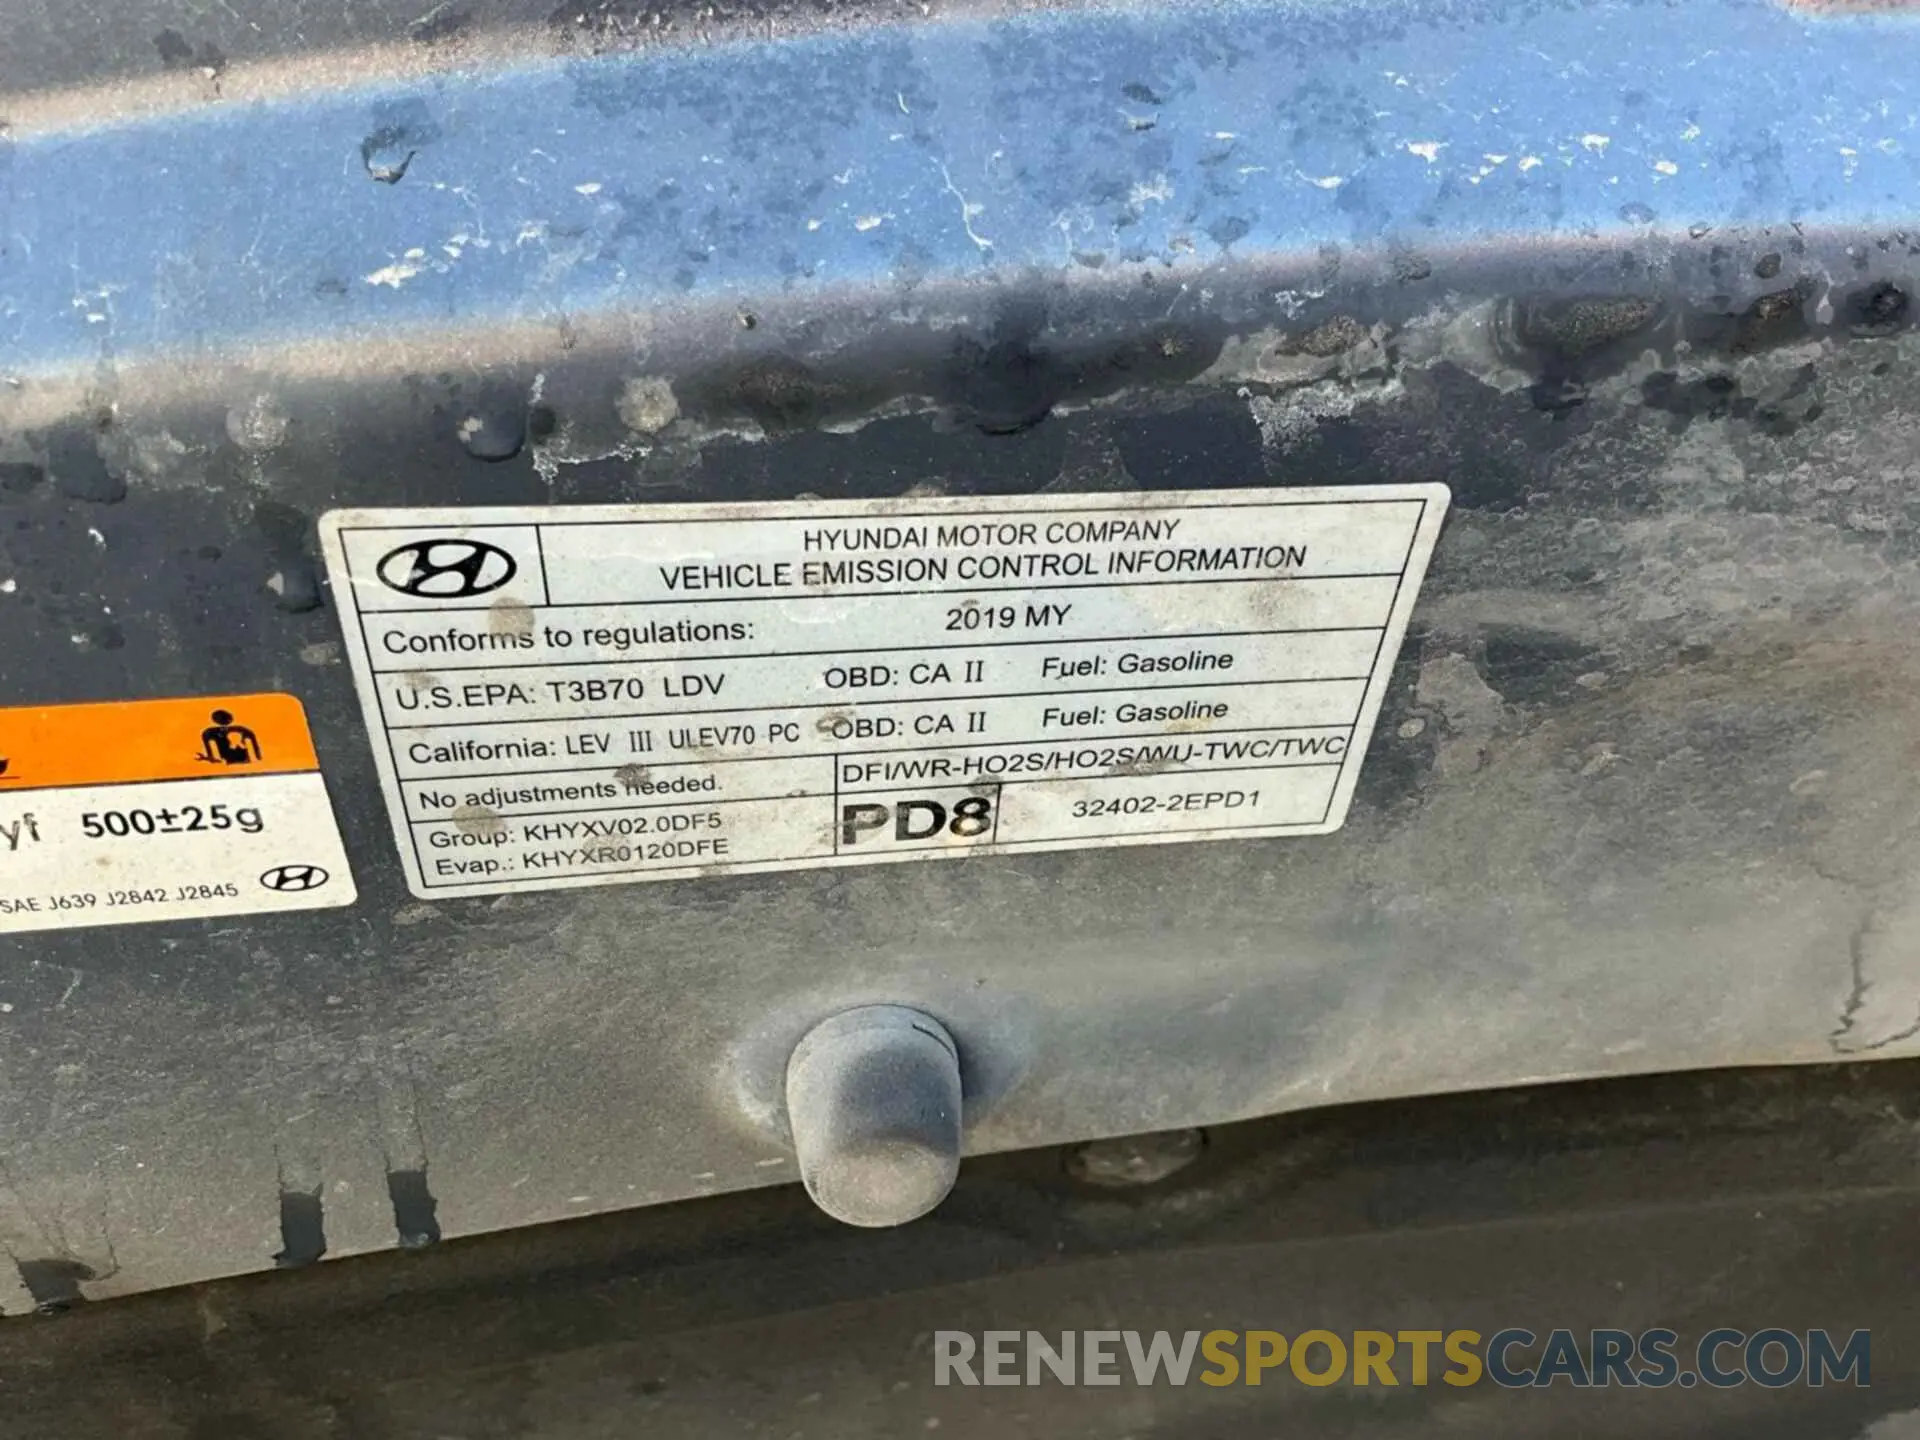 HYUNDAI MOTOR COMPANY
VEHICLE EMISSION CONTROL INFORMATION
Conforms to regulations: 2019 MY
U.S.EPA: T3B70 LDV OBD: CA II Fuel: Gasoline
California: LEV III ULEV70 PC OBD: CA II Fuel: Gasoline
No adjustments needed. DFI/WR-HO2S/HO2S/WU-TWC/TWC
Group: KHYXV02.0DF5
Evap.: KHYXR0120DFE
PD8 32402-2EPD1
yf 500±25g
SAE J639 J2842 J2845
RENEWSPORTSCARS.COM